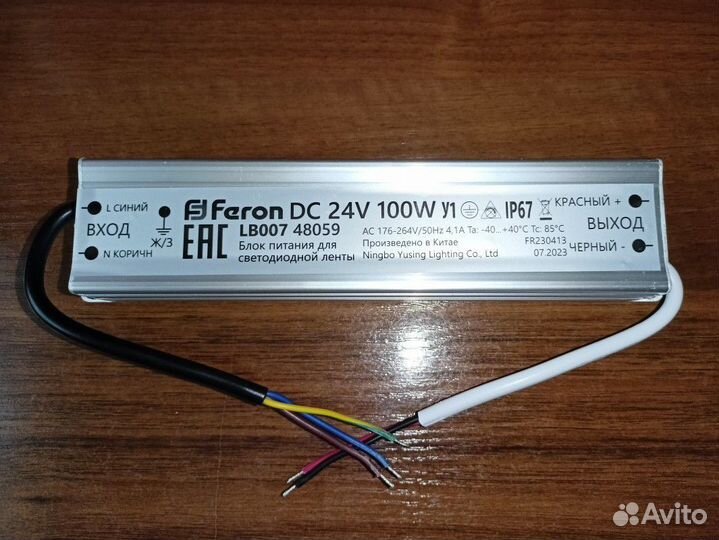 L СИНИЙ
ВХОД
N КОРИЧН
Ж/З
Feron DC 24V 100W У1 IP67
EAC
LB007 48059
Блок питания для
светодиодной ленты
AC 176-264V/50Hz 4,1A Ta: -40...+40°C Tc: 85°C
Произведено в Китае
Ningbo Yusing Lighting Co., Ltd
FR230413
07.2023
КРАСНЫЙ +
ВЫХОД
ЧЕРНЫЙ -
Avito